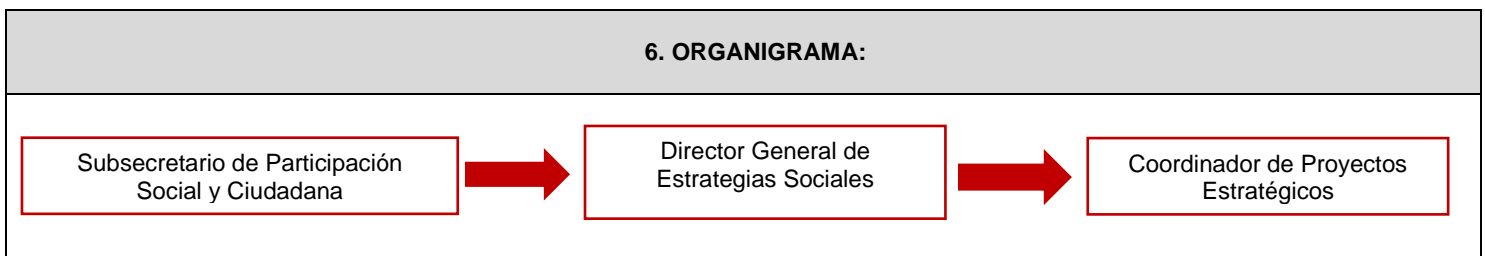 6. ORGANIGRAMA:
Subsecretario de Participación
Social y Ciudadana
Director General de
Estrategias Sociales
Coordinador de Proyectos
Estratégicos